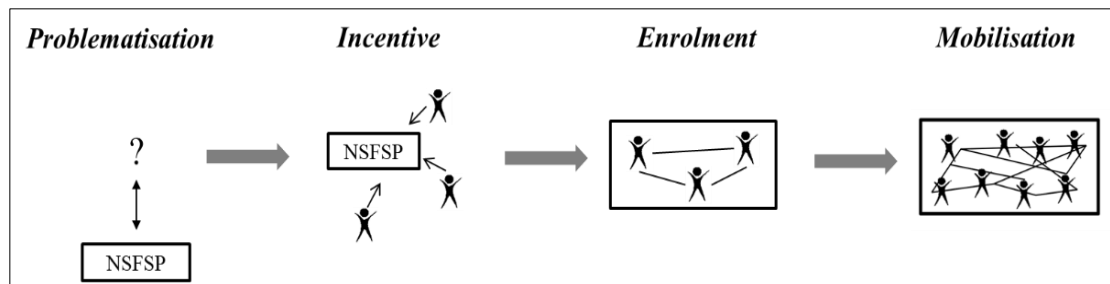 Problematisation Incentive Enrolment Mobilisation
?
NSFSP
NSFSP